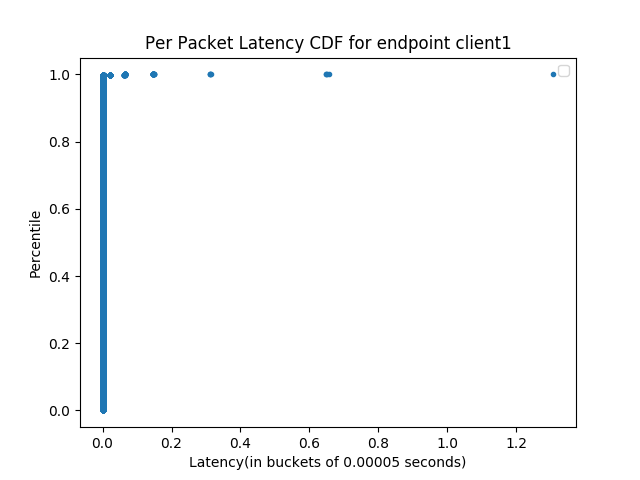 Per Packet Latency CDF for endpoint client1
1.0
0.8
0.6
0.4
0.2
0.0
Percentile
0.0 0.2 0.4 0.6 0.8 1.0 1.2
Latency(in buckets of 0.00005 seconds)